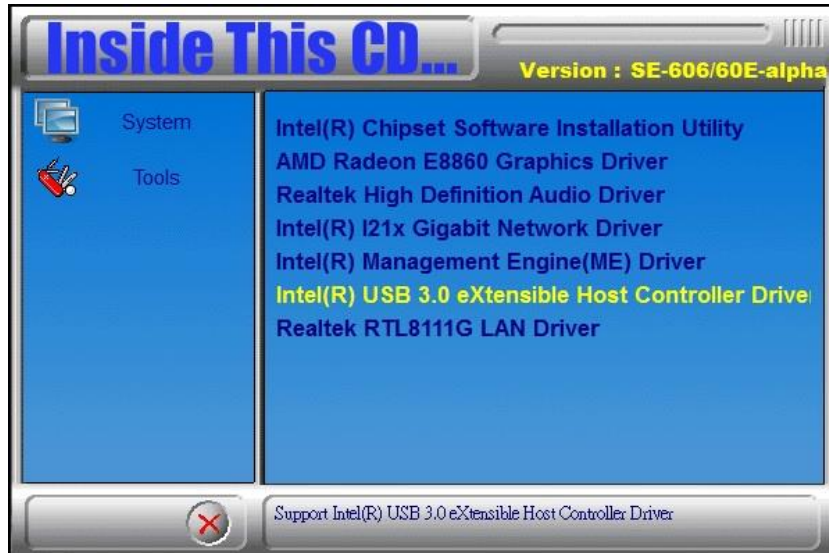 Inside This CD...
Version : SE-606/60E-alpha
System
Tools
Intel(R) Chipset Software Installation Utility
AMD Radeon E8860 Graphics Driver
Realtek High Definition Audio Driver
Intel(R) I21x Gigabit Network Driver
Intel(R) Management Engine(ME) Driver
Intel(R) USB 3.0 eXtensible Host Controller Drive
Realtek RTL8111G LAN Driver
Support Intel(R) USB 3.0 eXtensible Host Controller Driver